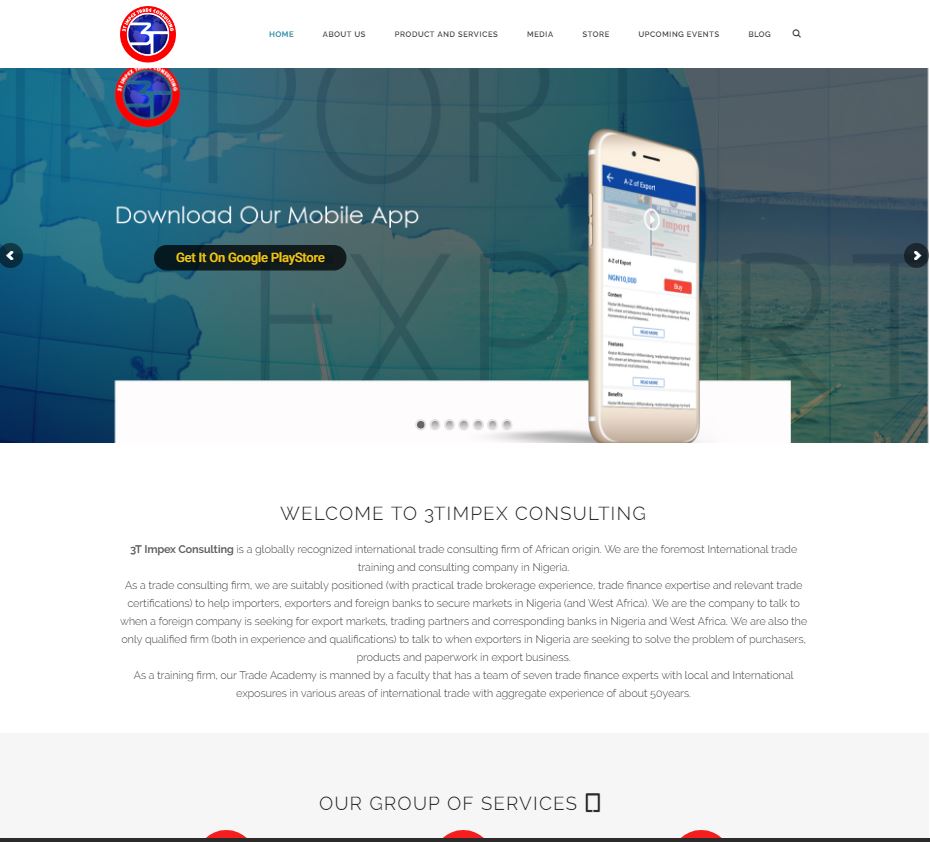 3T IMPEX TRADE CONSULTING
3T
HOME ABOUT US PRODUCT AND SERVICES MEDIA STORE UPCOMING EVENTS BLOG
3T IMPEX TRADE CONSULTING
3T
IMPORT
Download Our Mobile App
Get It On Google PlayStore
EXPORT
A-Z of Export
Import
A-Z of Export
NGN10,000
Buy
Content
READ MORE
Features
READ MORE
Benefits
WELCOME TO 3TIMPEX CONSULTING
3T Impex Consulting is a globally recognized international trade consulting firm of African origin. We are the foremost International trade
training and consulting company in Nigeria.
As a trade consulting firm, we are suitably positioned (with practical trade brokerage experience, trade finance expertise and relevant trade
certifications) to help importers, exporters and foreign banks to secure markets in Nigeria (and West Africa). We are the company to talk to
when a foreign company is seeking for export markets, trading partners and corresponding banks in Nigeria and West Africa. We are also the
only qualified firm (both in experience and qualifications) to talk to when exporters in Nigeria are seeking to solve the problem of purchasers,
products and paperwork in export business.
As a training firm, our Trade Academy is manned by a faculty that has a team of seven trade finance experts with local and International
exposures in various areas of international trade with aggregate experience of about 50years.
OUR GROUP OF SERVICES